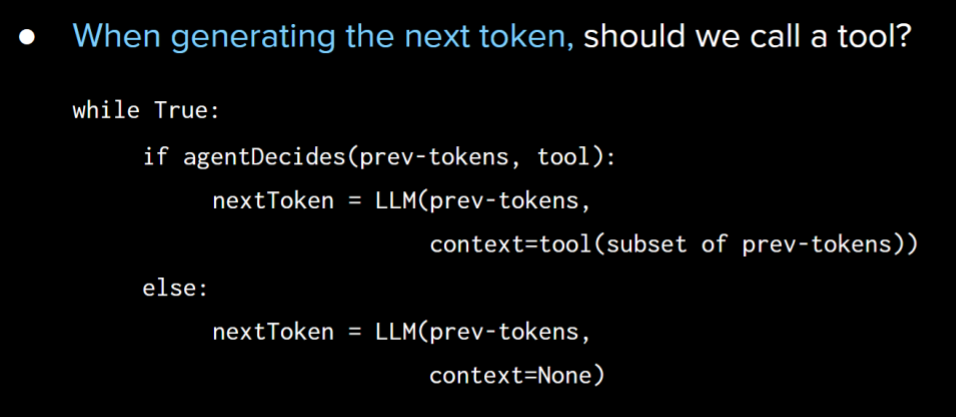 ● When generating the next token, should we call a tool?
while True:
if agentDecides(prev-tokens, tool):
nextToken = LLM(prev-tokens,
context=tool(subset of prev-tokens))
else:
nextToken = LLM(prev-tokens,
context=None)